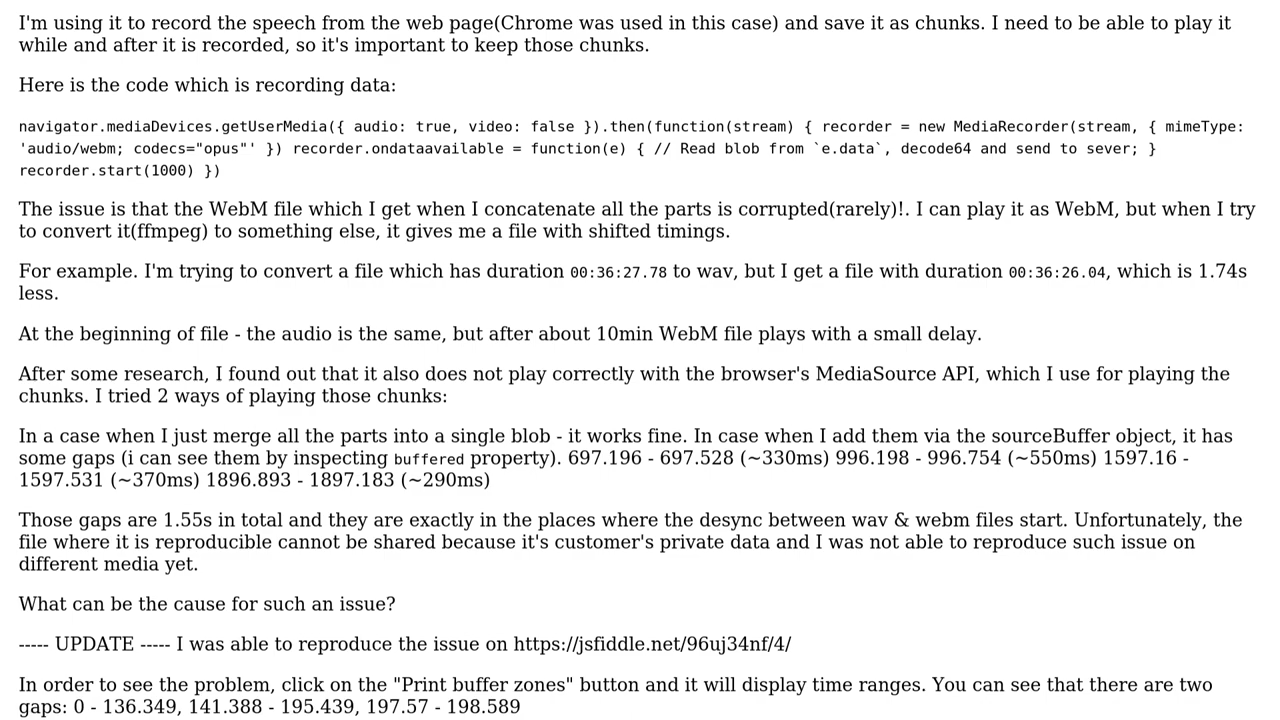 I'm using it to record the speech from the web page(Chrome was used in this case) and save it as chunks. I need to be able to play it
while and after it is recorded, so it's important to keep those chunks.
Here is the code which is recording data:
navigator.mediaDevices.getUserMedia({ audio: true, video: false }).then(function(stream) { recorder = new MediaRecorder(stream, { mimeType:
'audio/webm; codecs="opus"' }) recorder.ondataavailable = function(e) { // Read blob from `e.data`, decode64 and send to sever; }
recorder.start(1000) })
The issue is that the WebM file which I get when I concatenate all the parts is corrupted(rarely)!. I can play it as WebM, but when I try
to convert it(ffmpeg) to something else, it gives me a file with shifted timings.
For example. I'm trying to convert a file which has duration 00:36:27.78 to wav, but I get a file with duration 00:36:26.04, which is 1.74s
less.
At the beginning of file - the audio is the same, but after about 10min WebM file plays with a small delay.
After some research, I found out that it also does not play correctly with the browser's MediaSource API, which I use for playing the
chunks. I tried 2 ways of playing those chunks:
In a case when I just merge all the parts into a single blob - it works fine. In case when I add them via the sourceBuffer object, it has
some gaps (i can see them by inspecting buffered property). 697.196 - 697.528 (~330ms) 996.198 - 996.754 (~550ms) 1597.16 -
1597.531 (~370ms) 1896.893 - 1897.183 (~290ms)
Those gaps are 1.55s in total and they are exactly in the places where the desync between wav & webm files start. Unfortunately, the
file where it is reproducible cannot be shared because it's customer's private data and I was not able to reproduce such issue on
different media yet.
What can be the cause for such an issue?
----- UPDATE ----- I was able to reproduce the issue on https://jsfiddle.net/96uj34nf/4/
In order to see the problem, click on the "Print buffer zones" button and it will display time ranges. You can see that there are two
gaps: 0 - 136.349, 141.388 - 195.439, 197.57 - 198.589